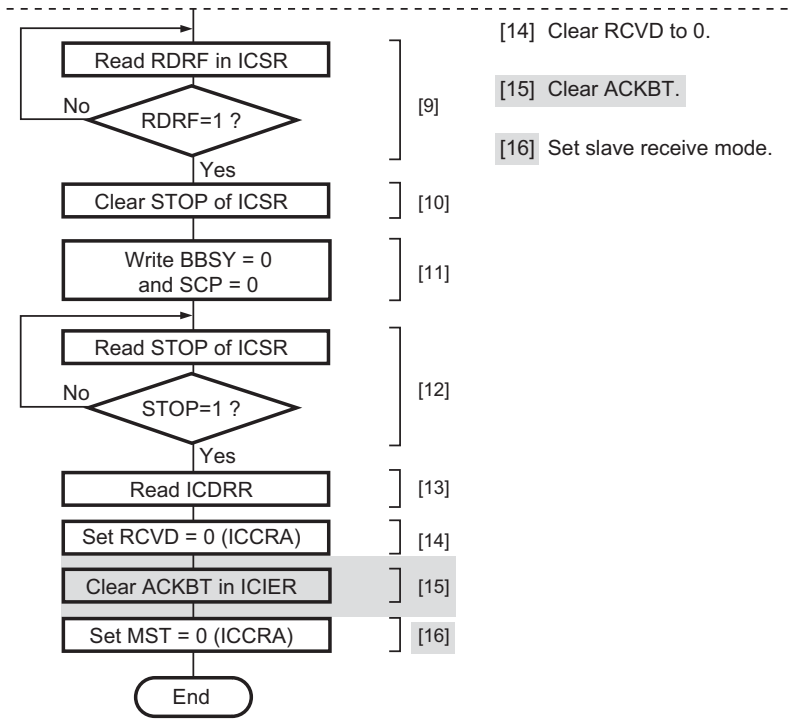 Read RDRF in ICSR
No
RDRF=1 ?
[9]
Yes
Clear STOP of ICSR
[10]
Write BBSY = 0
and SCP = 0
[11]
Read STOP of ICSR
No
STOP=1 ?
[12]
Yes
Read ICDRR
[13]
Set RCVD = 0 (ICCRA)
[14]
Clear ACKBT in ICIER
[15]
Set MST = 0 (ICCRA)
[16]
End
[14] Clear RCVD to 0.
[15] Clear ACKBT.
[16] Set slave receive mode.